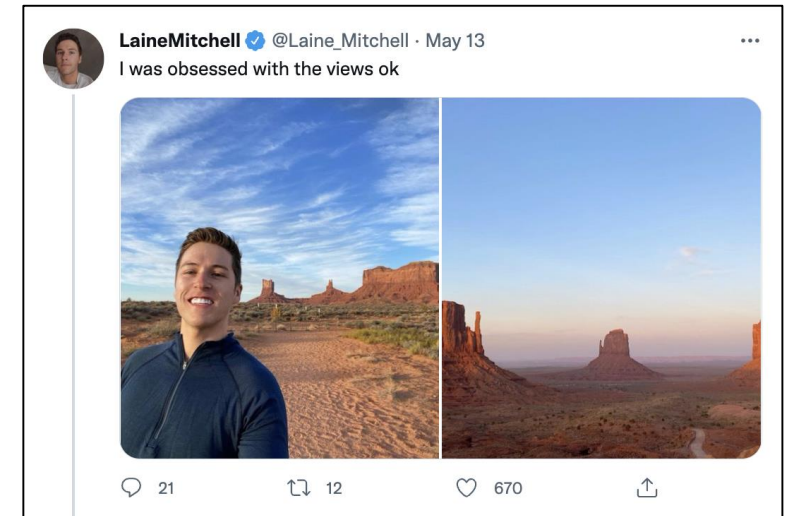 LaineMitchell @Laine_Mitchell · May 13
I was obsessed with the views ok
21 12 670